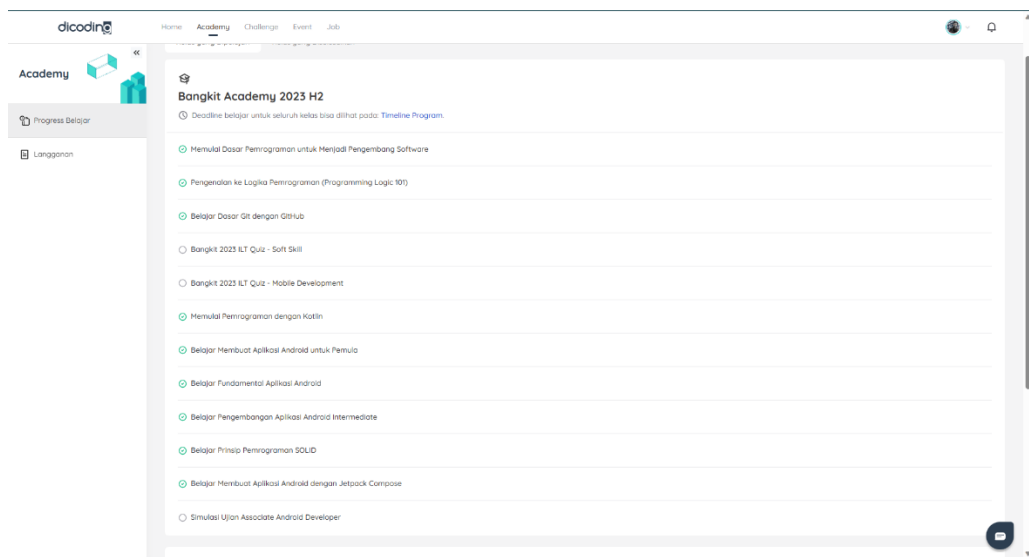 dicoding
Home Academy Challenge Event Job
Academy
Progress Belajar
Langganan
Bangkit Academy 2023 H2
Deadline belajar untuk seluruh kelas bisa dilihat pada: Timeline Program.
Memulai Dasar Pemrograman untuk Menjadi Pengembang Software
Pengenalan ke Logika Pemrograman (Programming Logic 101)
Belajar Dasar Git dengan GitHub
Bangkit 2023 ILT Quiz - Soft Skill
Bangkit 2023 ILT Quiz - Mobile Development
Memulai Pemrograman dengan Kotlin
Belajar Membuat Aplikasi Android untuk Pemula
Belajar Fundamental Aplikasi Android
Belajar Pengembangan Aplikasi Android Intermediate
Belajar Prinsip Pemrograman SOLID
Belajar Membuat Aplikasi Android dengan Jetpack Compose
Simulasi Ujian Associate Android Developer